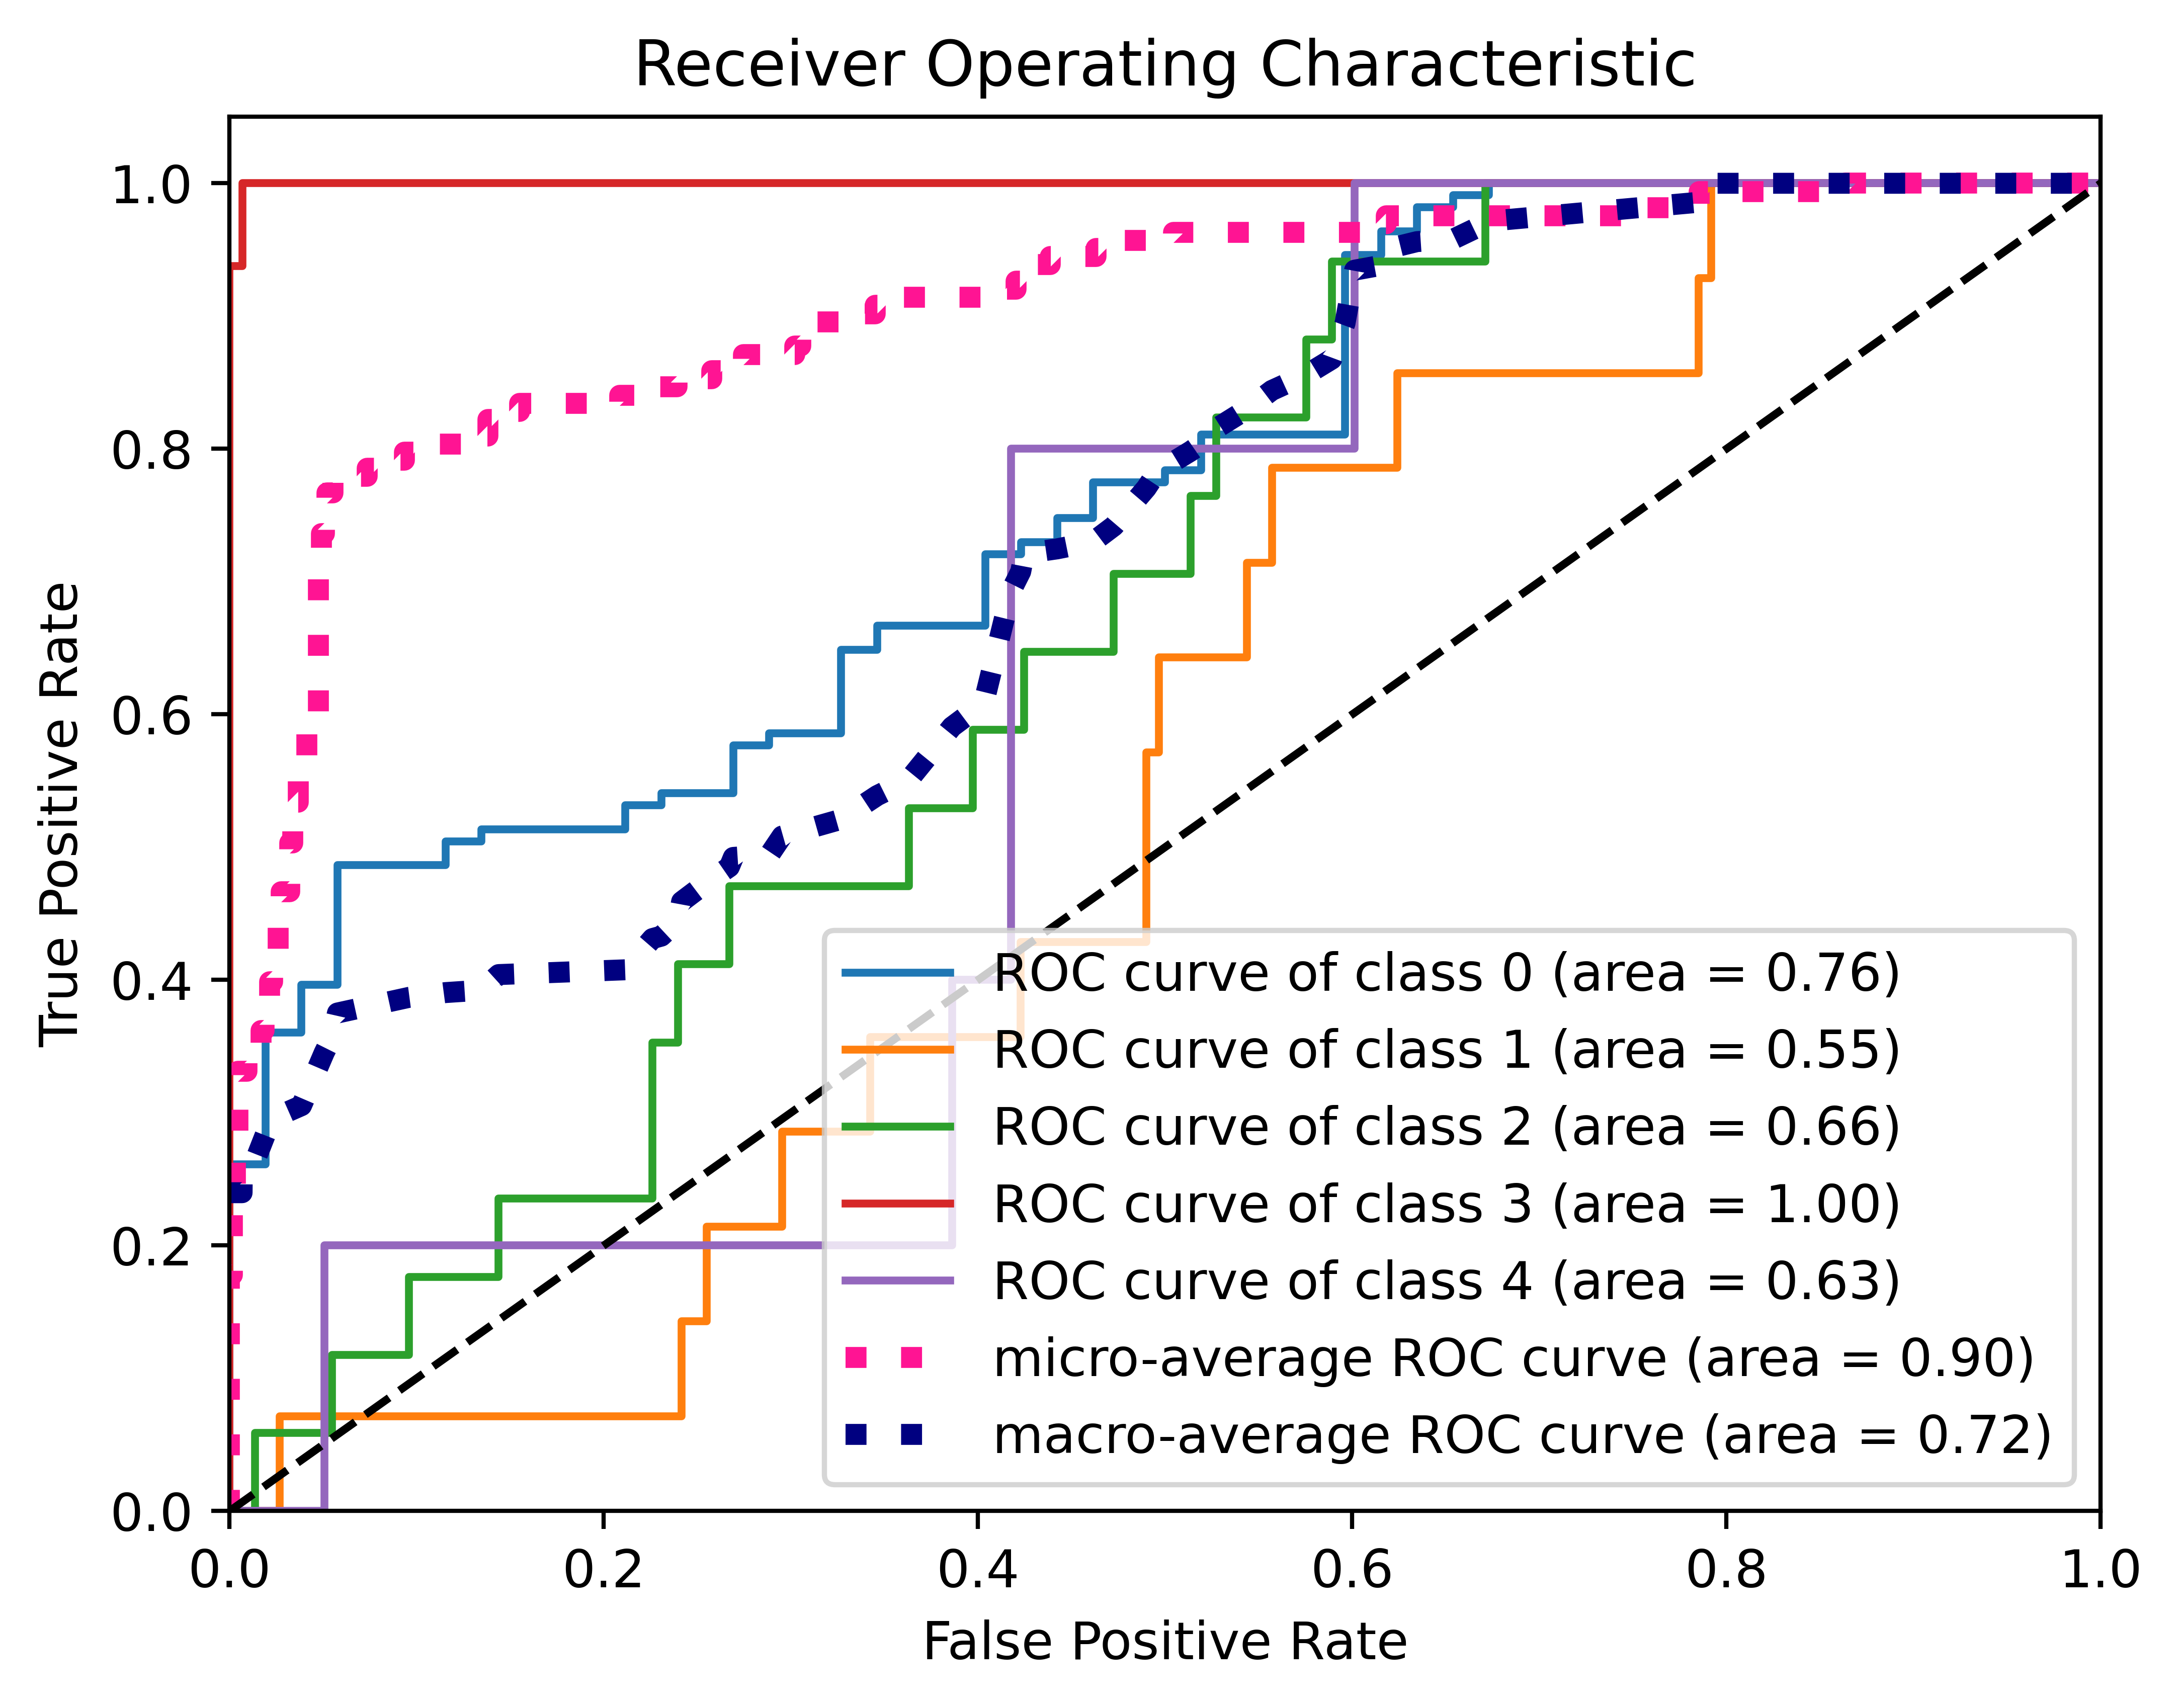 Receiver Operating Characteristic
True Positive Rate
1.0
0.8
0.6
0.4
0.2
0.0
ROC curve of class 0 (area = 0.76)
ROC curve of class 1 (area = 0.55)
ROC curve of class 2 (area = 0.66)
ROC curve of class 3 (area = 1.00)
ROC curve of class 4 (area = 0.63)
micro-average ROC curve (area = 0.90)
macro-average ROC curve (area = 0.72)
0.0 0.2 0.4 0.6 0.8 1.0
False Positive Rate